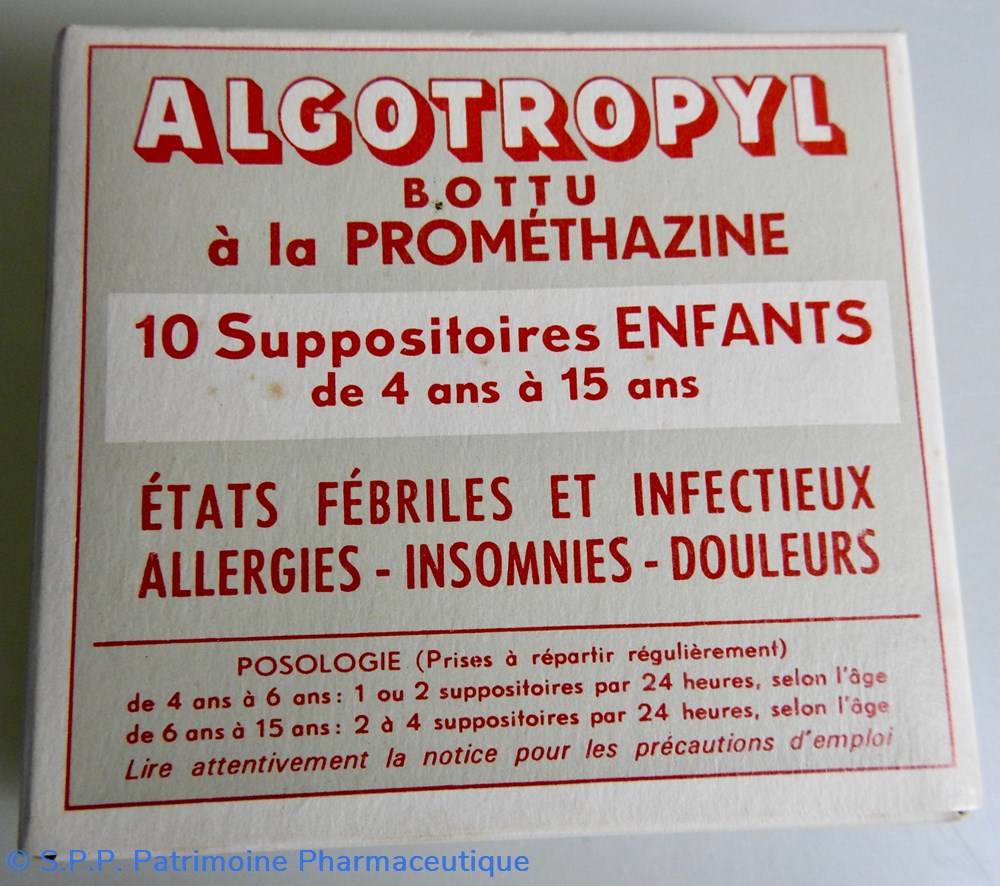 ALGOTROPYL
BOTTU
à la PROMÉTHAZINE
10 Suppositoires ENFANTS
de 4 ans à 15 ans
ÉTATS FÉBRILES ET INFECTIEUX
ALLERGIES - INSOMNIES - DOULEURS
POSOLOGIE (Prises à répartir régulièrement)
de 4 ans à 6 ans : 1 ou 2 suppositoires par 24 heures, selon l'âge
de 6 ans à 15 ans : 2 à 4 suppositoires par 24 heures, selon l'âge
Lire attentivement la notice pour les précautions d'emploi
© S.P.P. Patrimoine Pharmaceutique